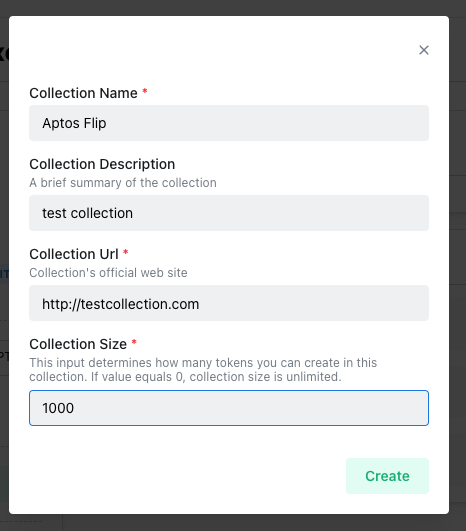 Collection Name *
Aptos Flip
Collection Description
A brief summary of the collection
test collection
Collection Url *
Collection's official web site
http://testcollection.com
Collection Size *
This input determines how many tokens you can create in this
collection. If value equals 0, collection size is unlimited.
1000
Create